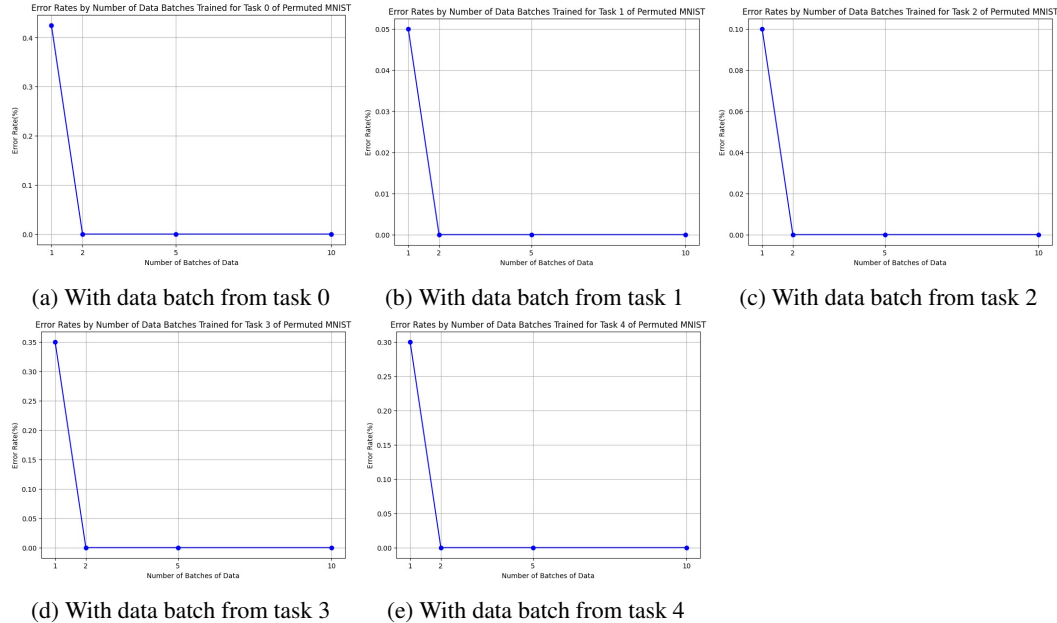 Error Rates by Number of Data Batches Trained for Task 0 of Permuted MNIST
0.4
0.3
0.2
0.1
0.0
Error Rate(%)
1 2 5 10
Number of Batches of Data
(a) With data batch from task 0
Error Rates by Number of Data Batches Trained for Task 1 of Permuted MNIST
0.05
0.04
0.03
0.02
0.01
0.00
Error Rate(%)
1 2 5 10
Number of Batches of Data
(b) With data batch from task 1
Error Rates by Number of Data Batches Trained for Task 2 of Permuted MNIST
0.10
0.08
0.06
0.04
0.02
0.00
Error Rate(%)
1 2 5 10
Number of Batches of Data
(c) With data batch from task 2
Error Rates by Number of Data Batches Trained for Task 3 of Permuted MNIST
0.35
0.30
0.25
0.20
0.15
0.10
0.05
0.00
Error Rate(%)
1 2 5 10
Number of Batches of Data
(d) With data batch from task 3
Error Rates by Number of Data Batches Trained for Task 4 of Permuted MNIST
0.30
0.25
0.20
0.15
0.10
0.05
0.00
Error Rate(%)
1 2 5 10
Number of Batches of Data
(e) With data batch from task 4